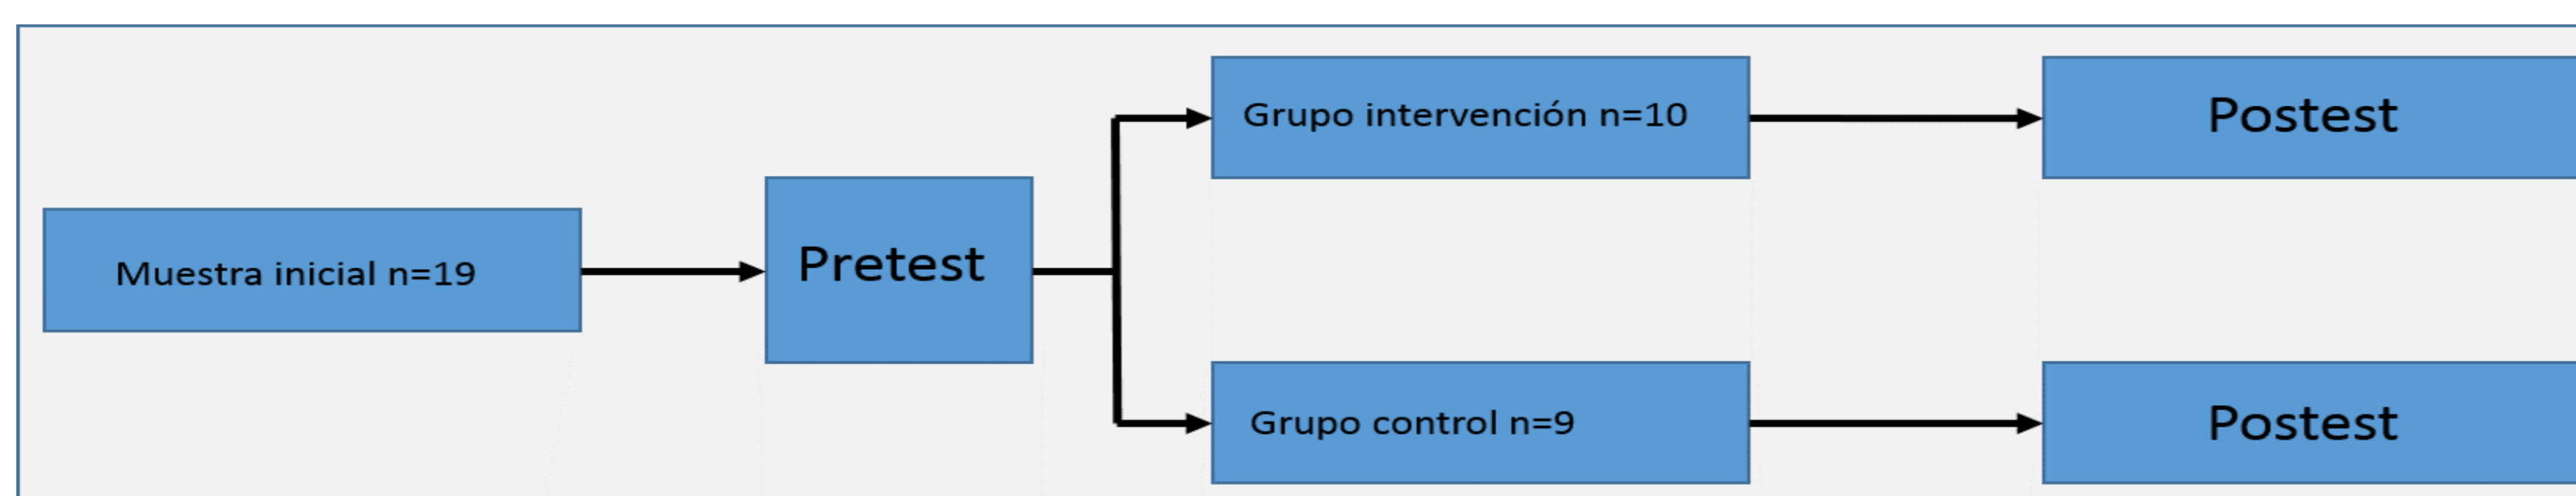 Muestra inicial n=19
Pretest
Grupo intervención n=10
Postest
Grupo control n=9
Postest